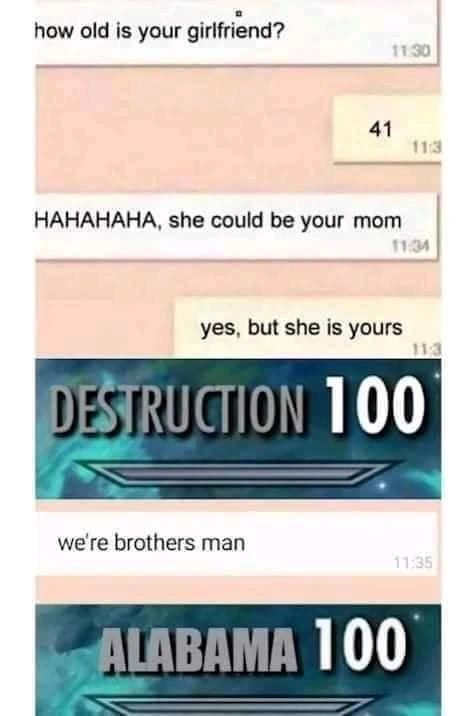 how old is your girlfriend?
11:30
41
11:3
HAHAHAHA, she could be your mom
11:34
yes, but she is yours
11:3
DESTRUCTION 100
we're brothers man
11:35
ALABAMA 100